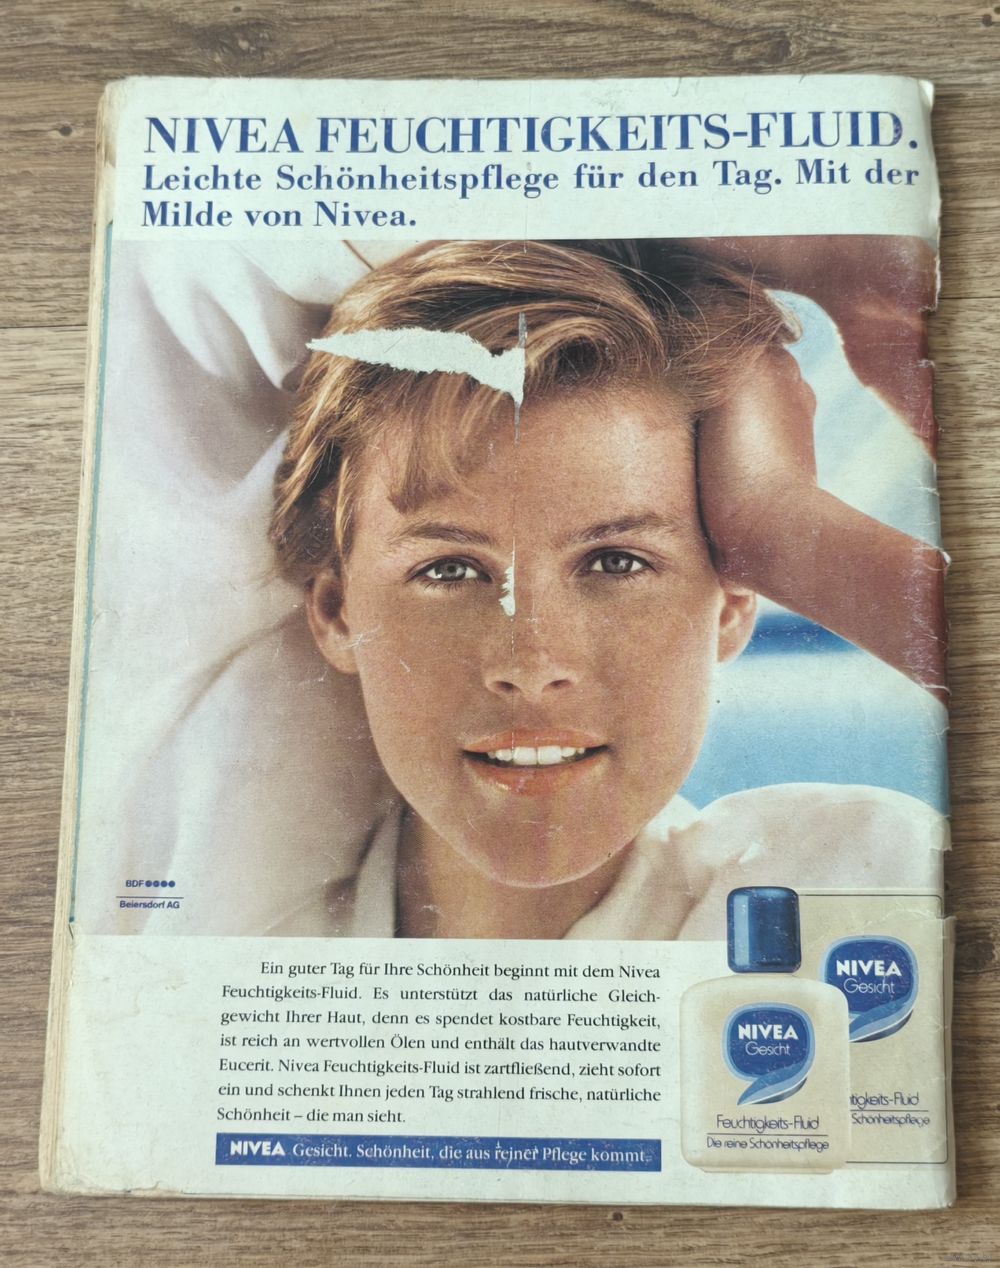 NIVEA FEUCHTIGKEITS-FLUID.
Leichte Schönheitspflege für den Tag. Mit der
Milde von Nivea.
BDF
Beiersdorf AG
Ein guter Tag für Ihre Schönheit beginnt mit dem Nivea
Feuchtigkeits-Fluid. Es unterstützt das natürliche Gleich-
gewicht Ihrer Haut, denn es spendet kostbare Feuchtigkeit,
ist reich an wertvollen Ölen und enthält das hautverwandte
Eucerit. Nivea Feuchtigkeits-Fluid ist zartfließend, zieht sofort
ein und schenkt Ihnen jeden Tag strahlend frische, natürliche
Schönheit – die man sieht.
NIVEA Gesicht. Schönheit, die aus reiner Pflege kommt.
NIVEA
Gesicht
Feuchtigkeits-Fluid
Die reine Schönheitspflege
NIVEA
Gesicht
tigkeits-Fluid
Schönheitspflege